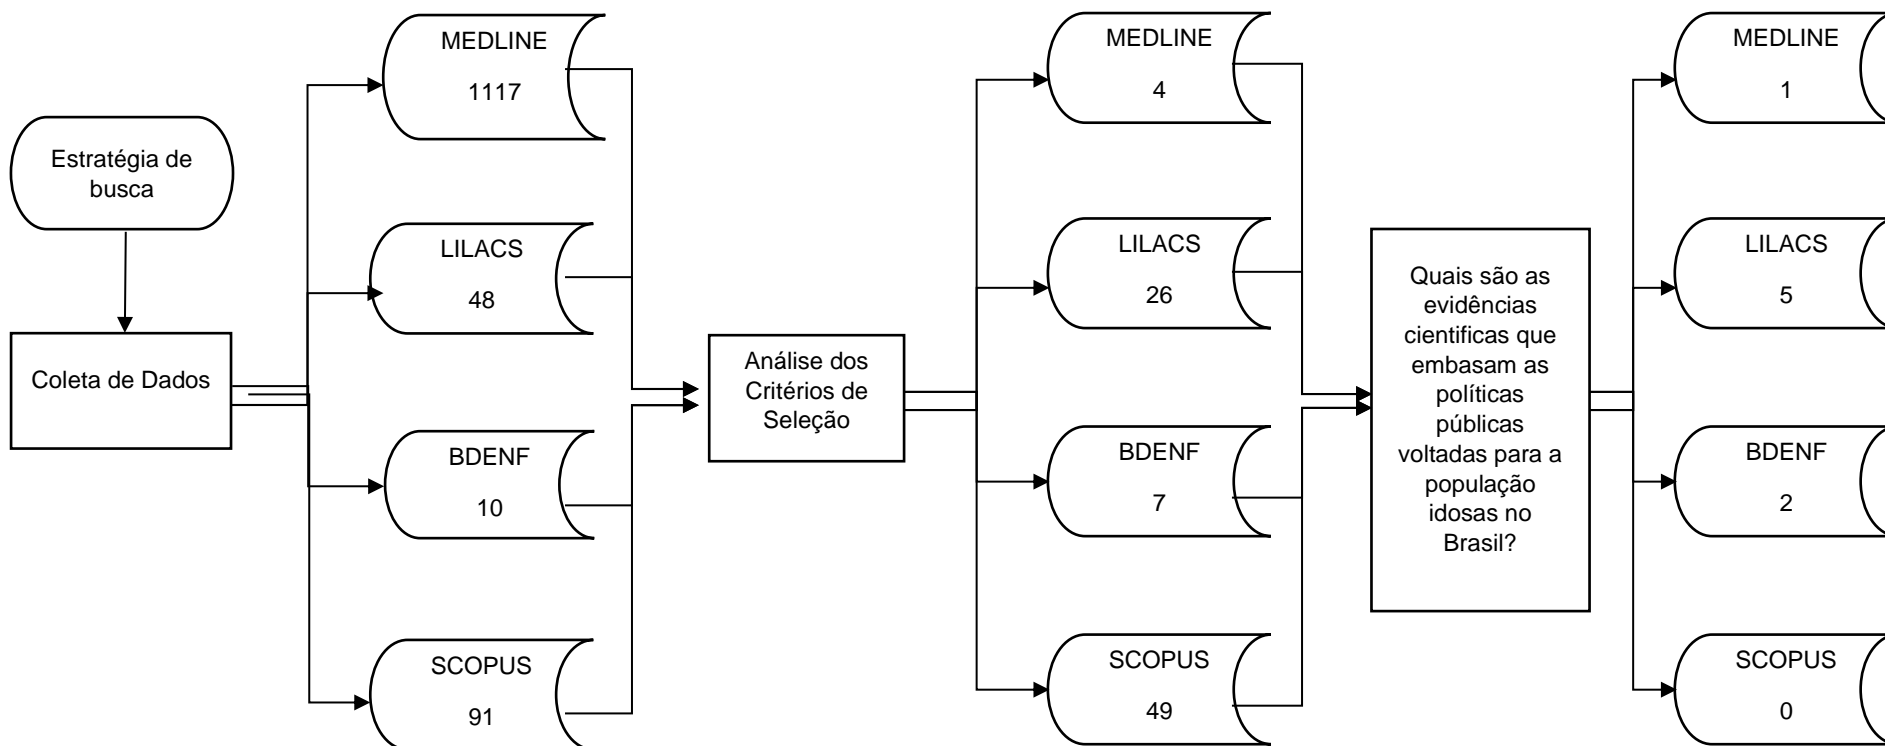 Estratégia de
busca
Coleta de Dados
MEDLINE
1117
LILACS
48
BDENF
10
SCOPUS
91
Análise dos
Critérios de
Seleção
MEDLINE
4
LILACS
26
BDENF
7
SCOPUS
49
Quais são as
evidências
cientificas que
embasam as
políticas
públicas
voltadas para a
população
idosas no
Brasil?
MEDLINE
1
LILACS
5
BDENF
2
SCOPUS
0